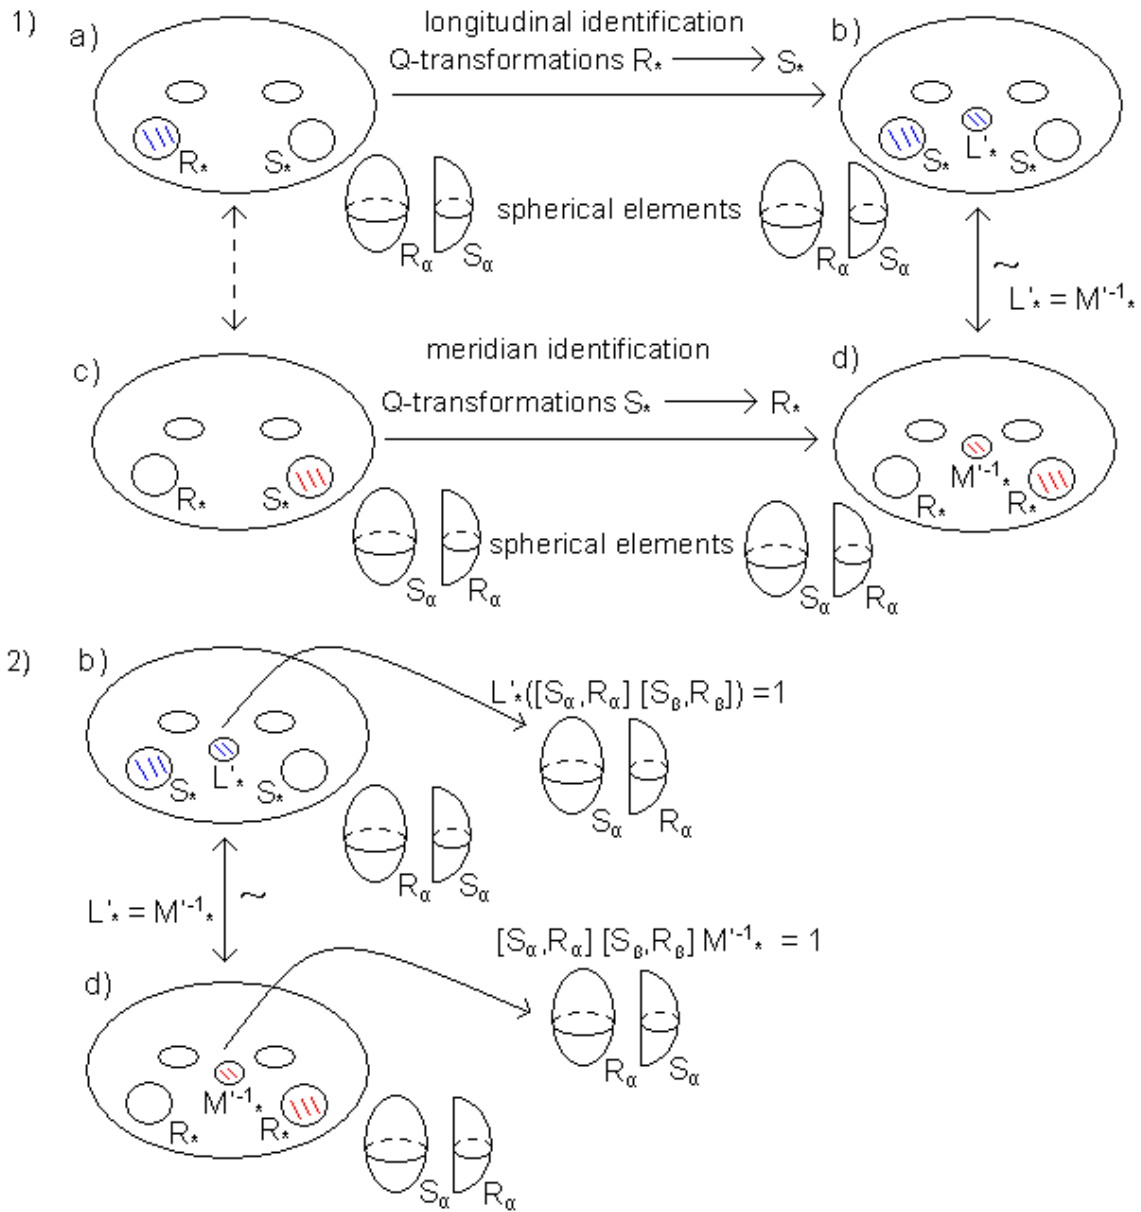 1)
a)
longitudinal identification
b)
Q-transformations R* ⟶ S*
R*
S*
S*
L'*
S*
spherical elements
Rα
Sα
Rα
Sα
~
L'* = M'⁻¹*
c)
meridian identification
d)
Q-transformations S* ⟶ R*
R*
S*
R*
M'⁻¹*
R*
spherical elements
Sα
Rα
Sα
Rα
2)
b)
L'*([Sα,Rα] [Sβ,Rβ]) =1
S*
L'*
S*
Sα
Rα
Rα
Sα
L'* = M'⁻¹*
~
[Sα,Rα] [Sβ,Rβ] M'⁻¹* = 1
d)
R*
M'⁻¹*
R*
Rα
Sα
Sα
Rα